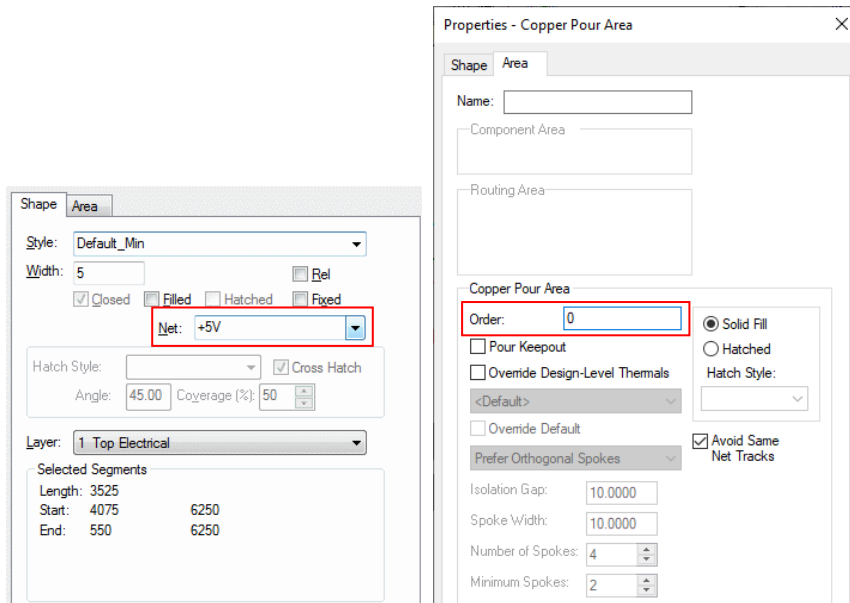 Shape Area
Style: Default_Min
Width: 5 Rel
Closed Filled Hatched Fixed
Net: +5V
Hatch Style: Cross Hatch
Angle: 45.00 Coverage (%): 50
Layer: 1 Top Electrical
Selected Segments
Length: 3525
Start: 4075 6250
End: 550 6250
Properties - Copper Pour Area
Shape Area
Name:
Component Area
Routing Area
Copper Pour Area
Order: 0
Solid Fill
Pour Keepout
Hatched
Override Design-Level Thermals
Hatch Style:
<Default>
Override Default
Avoid Same
Net Tracks
Prefer Orthogonal Spokes
Isolation Gap: 10.0000
Spoke Width: 10.0000
Number of Spokes: 4
Minimum Spokes: 2